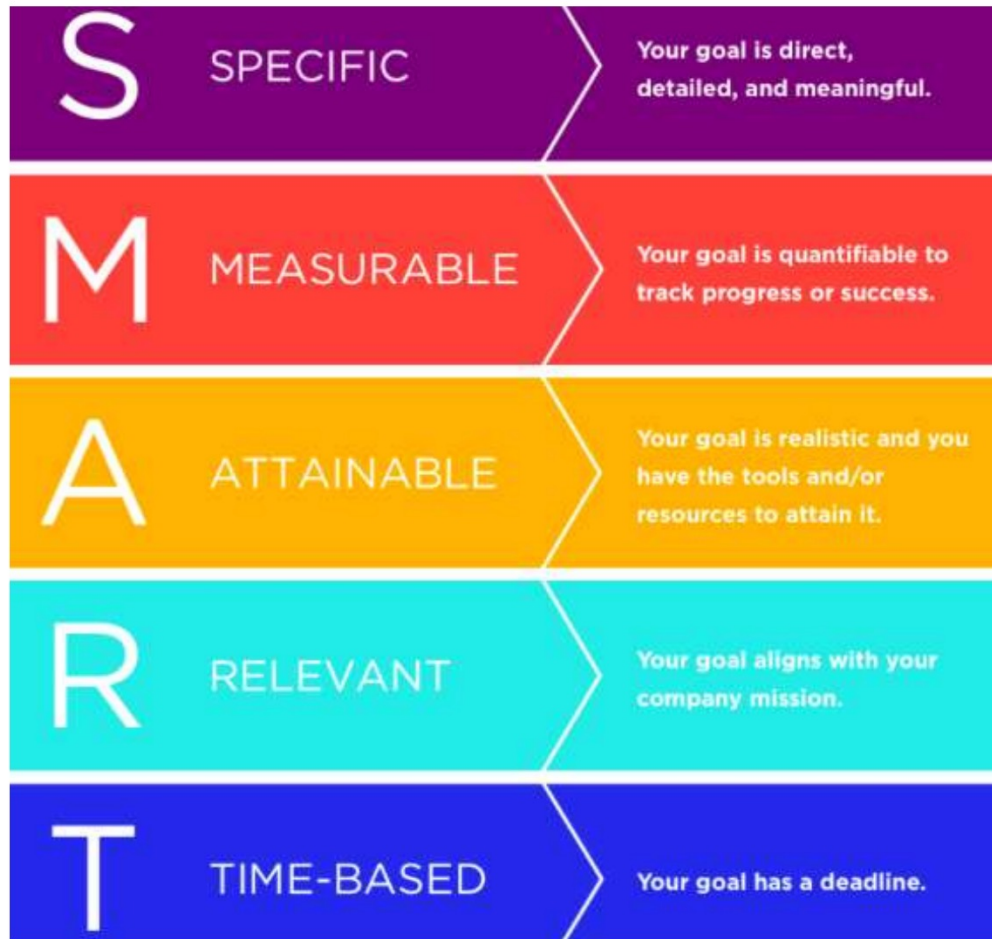 S
SPECIFIC
Your goal is direct,
detailed, and meaningful.
M
MEASURABLE
Your goal is quantifiable to
track progress or success.
A
ATTAINABLE
Your goal is realistic and you
have the tools and/or
resources to attain it.
R
RELEVANT
Your goal aligns with your
company mission.
T
TIME-BASED
Your goal has a deadline.